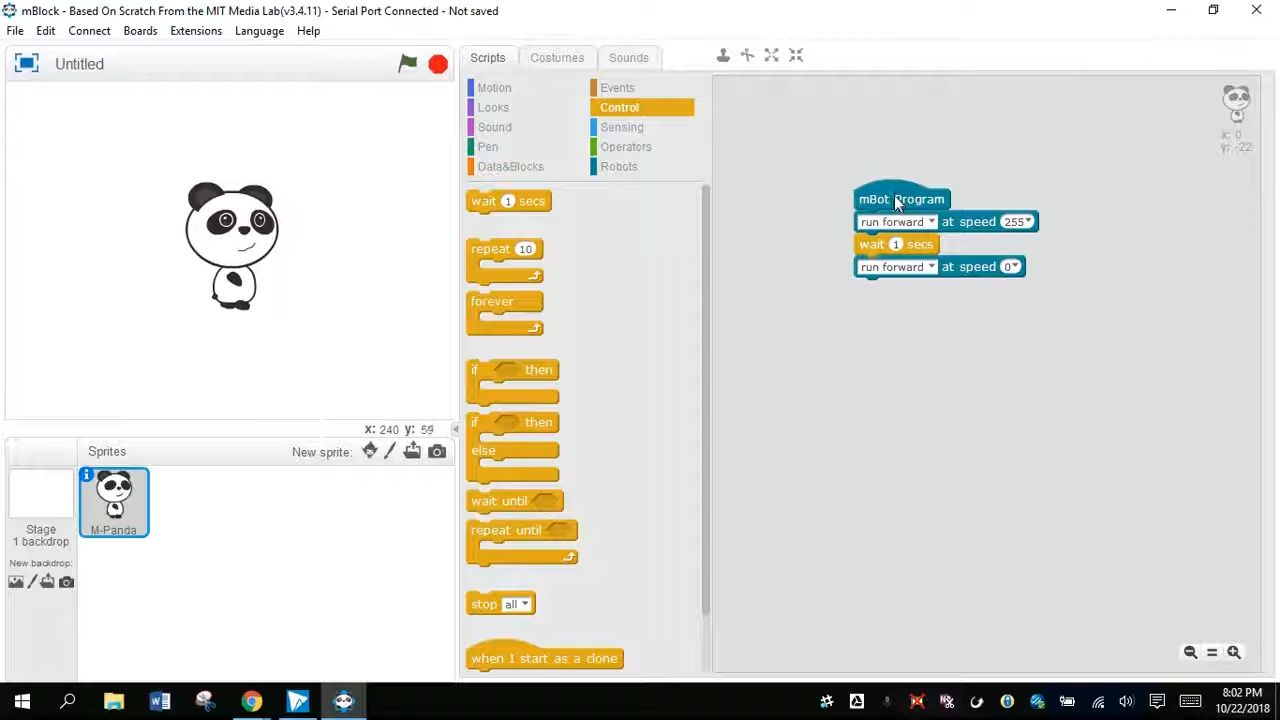 mBlock - Based On Scratch From the MIT Media Lab(v3.4.11) - Serial Port Connected - Not saved
File Edit Connect Boards Extensions Language Help
Untitled
Scripts Costumes Sounds
Motion Events
Looks Control
Sound Sensing
Pen Operators
Data&Blocks Robots
wait 1 secs
repeat 10
forever
if then
if then
else
wait until
repeat until
stop all
when I start as a clone
mBot Program
run forward at speed 255
wait 1 secs
run forward at speed 0
x: 0
y: -22
x: 240 y: 59
Sprites New sprite:
Stage
1 backdrop
New backdrop:
M-Panda
8:02 PM
10/22/2018